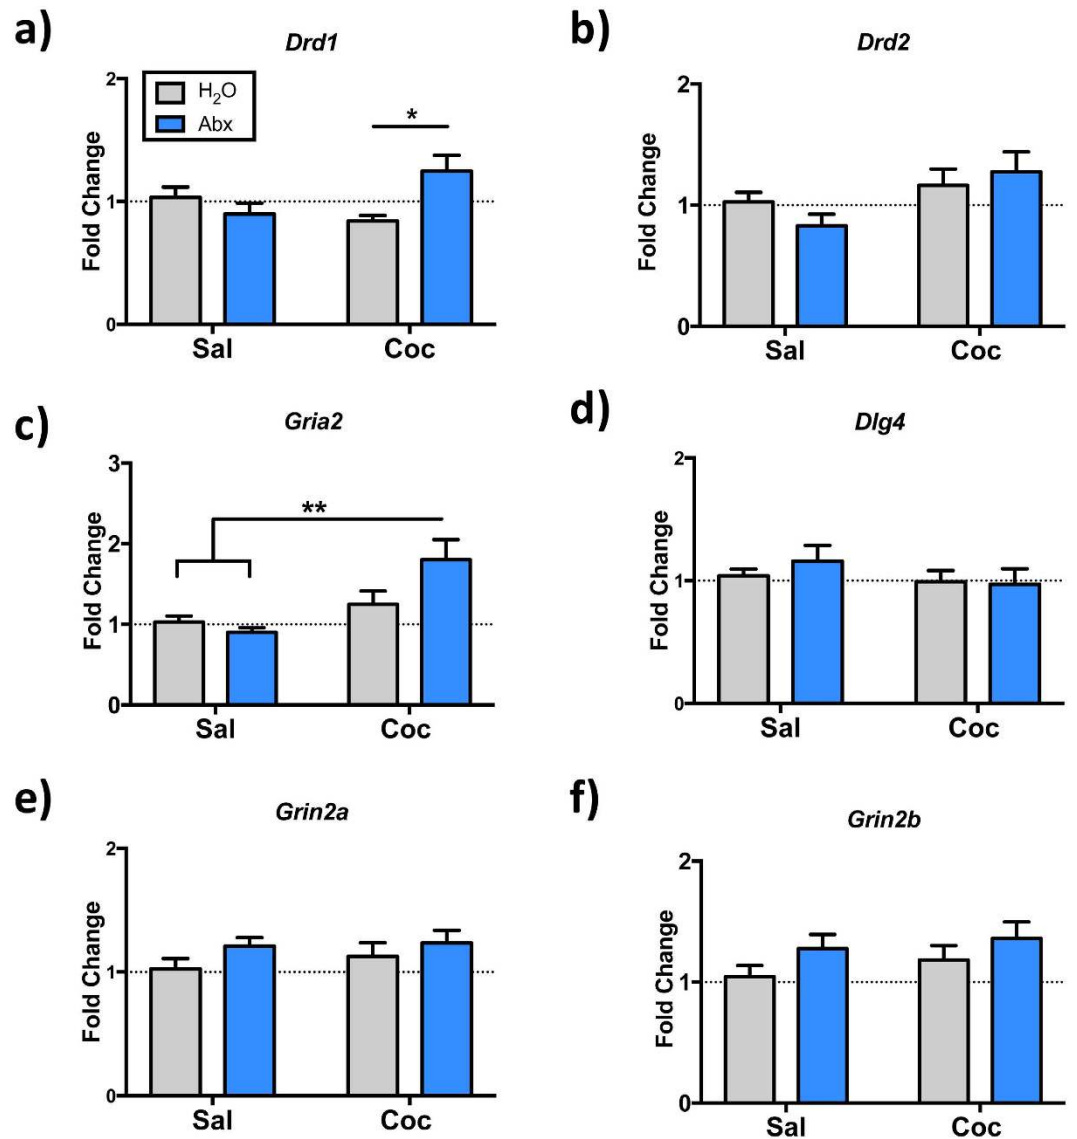 a)
Drd1
2
1
0
Fold Change
H₂O
Abx
*
Sal Coc
b)
Drd2
2
1
0
Fold Change
Sal Coc
c)
Gria2
3
2
1
0
Fold Change
**
Sal Coc
d)
Dlg4
2
1
0
Fold Change
Sal Coc
e)
Grin2a
2
1
0
Fold Change
Sal Coc
f)
Grin2b
2
1
0
Fold Change
Sal Coc